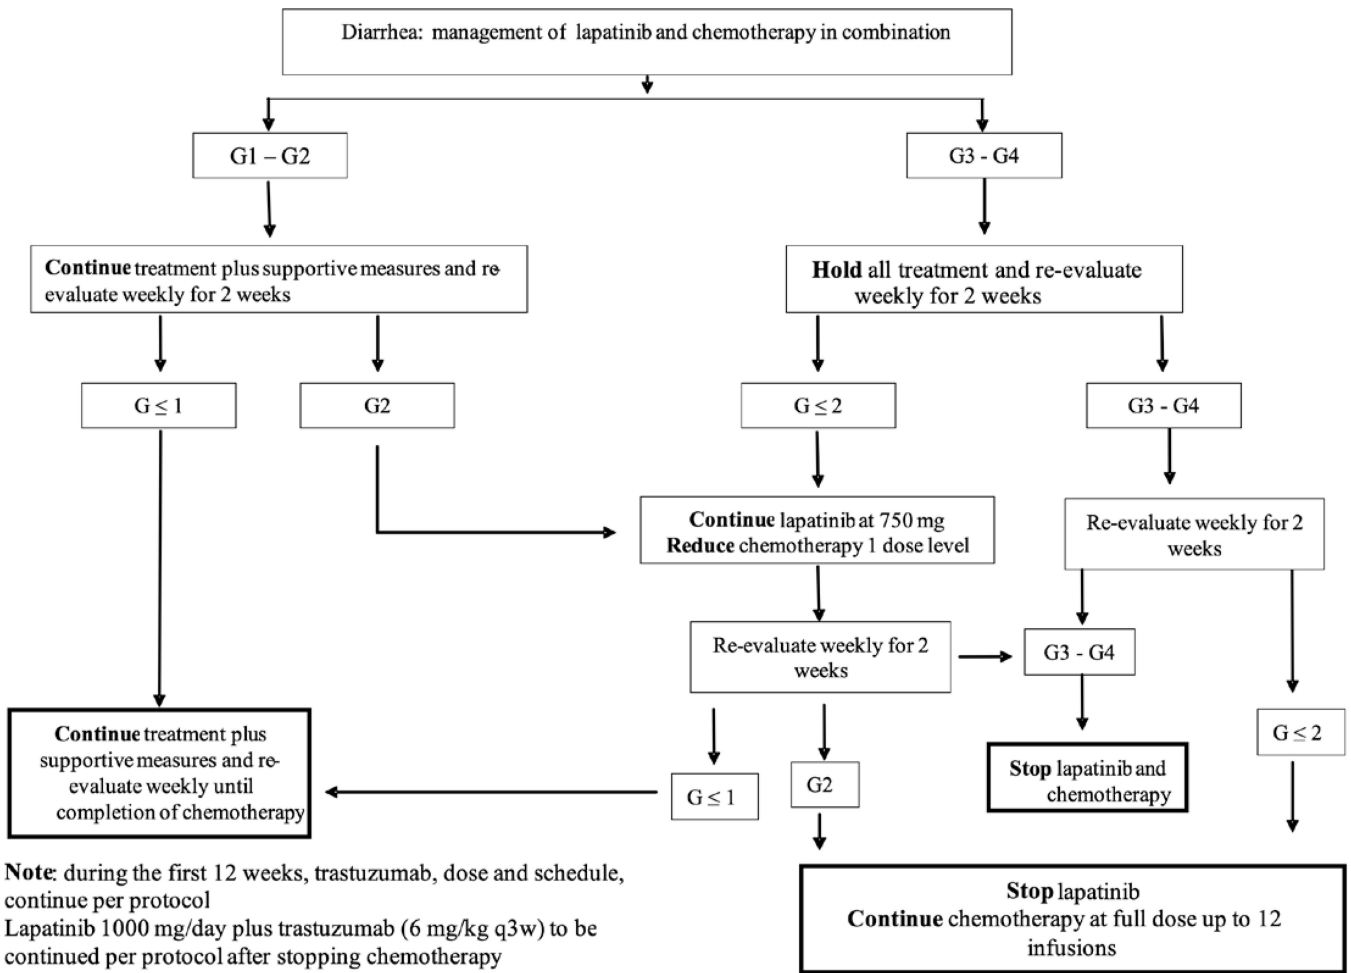 Diarrhea: management of lapatinib and chemotherapy in combination
G1 – G2
G3 - G4
Continue treatment plus supportive measures and re-
evaluate weekly for 2 weeks
Hold all treatment and re-evaluate
weekly for 2 weeks
G ≤ 1
G2
G ≤ 2
G3 - G4
Continue lapatinib at 750 mg
Reduce chemotherapy 1 dose level
Re-evaluate weekly for 2
weeks
Re-evaluate weekly for 2
weeks
G3 - G4
G ≤ 2
Continue treatment plus
supportive measures and re-
evaluate weekly until
completion of chemotherapy
G ≤ 1
G2
Stop lapatinib and
chemotherapy
Note: during the first 12 weeks, trastuzumab, dose and schedule,
continue per protocol
Lapatinib 1000 mg/day plus trastuzumab (6 mg/kg q3w) to be
continued per protocol after stopping chemotherapy
Stop lapatinib
Continue chemotherapy at full dose up to 12
infusions